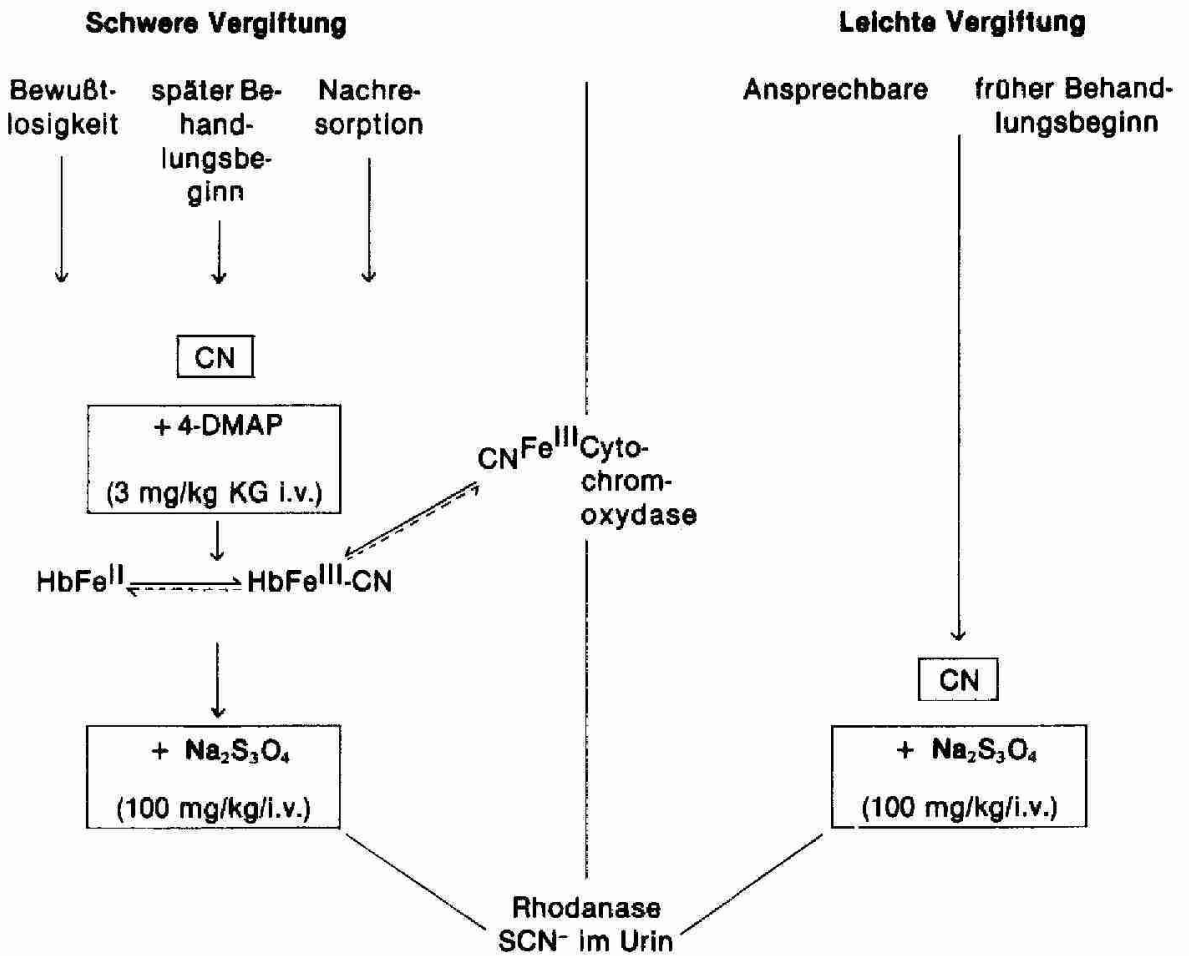 Schwere Vergiftung
Bewußt-
losigkeit
später Be-
hand-
lungsbe-
ginn
Nachre-
sorption
CN
+ 4-DMAP
(3 mg/kg KG i.v.)
HbFeII
HbFeIII-CN
CNFeIIICyto-
chrom-
oxydase
+ Na₂S₃O₄
(100 mg/kg/i.v.)
Leichte Vergiftung
Ansprechbare
früher Behand-
lungsbeginn
CN
+ Na₂S₃O₄
(100 mg/kg/i.v.)
Rhodanase
SCN⁻ im Urin